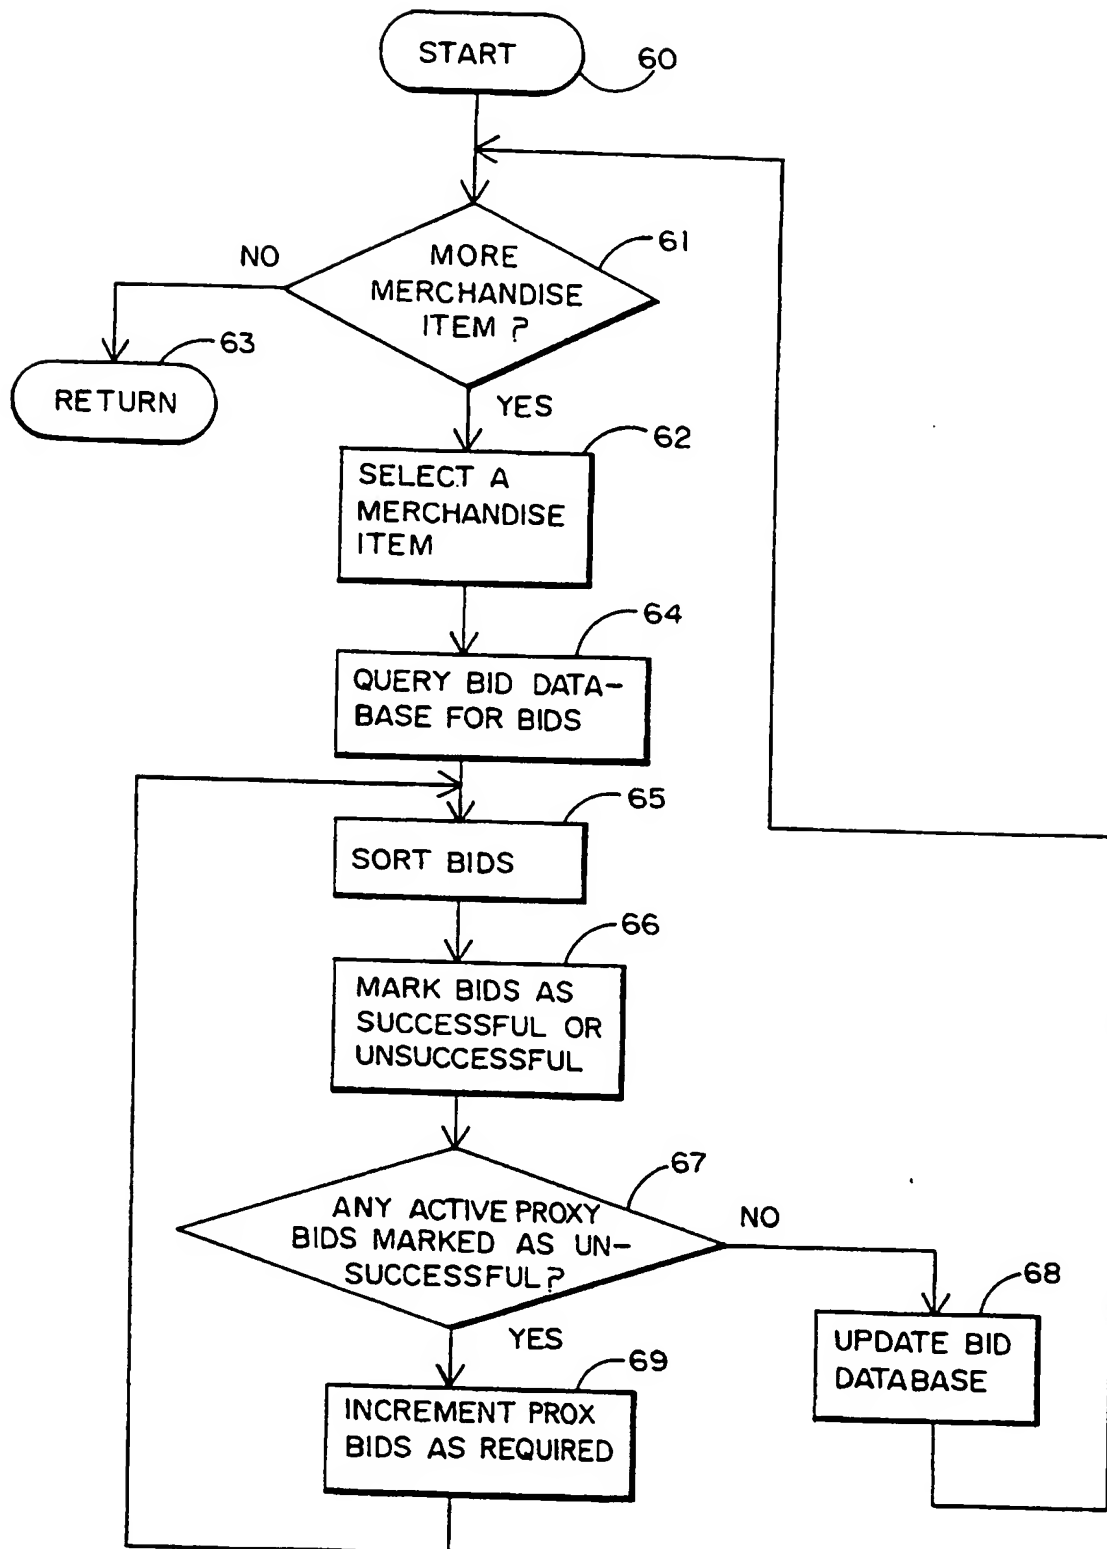 START
60
MORE
MERCHANDISE
ITEM ?
61
NO
63
RETURN
YES
62
SELECT A
MERCHANDISE
ITEM
64
QUERY BID DATA-
BASE FOR BIDS
65
SORT BIDS
66
MARK BIDS AS
SUCCESSFUL OR
UNSUCCESSFUL
67
ANY ACTIVE PROXY
BIDS MARKED AS UN-
SUCCESSFUL?
NO
68
UPDATE BID
DATABASE
YES
69
INCREMENT PROX
BIDS AS REQUIRED